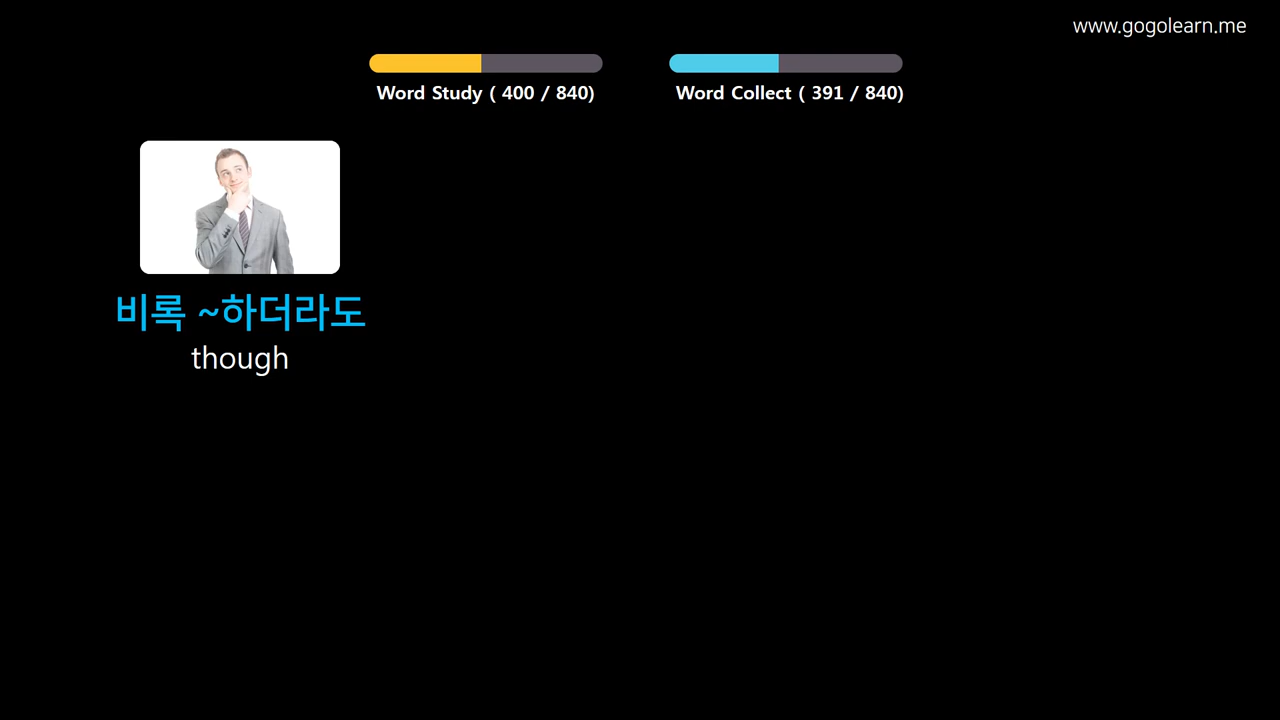 www.gogolearn.me
Word Study ( 400 / 840)
Word Collect ( 391 / 840)
비록 ~하더라도
though